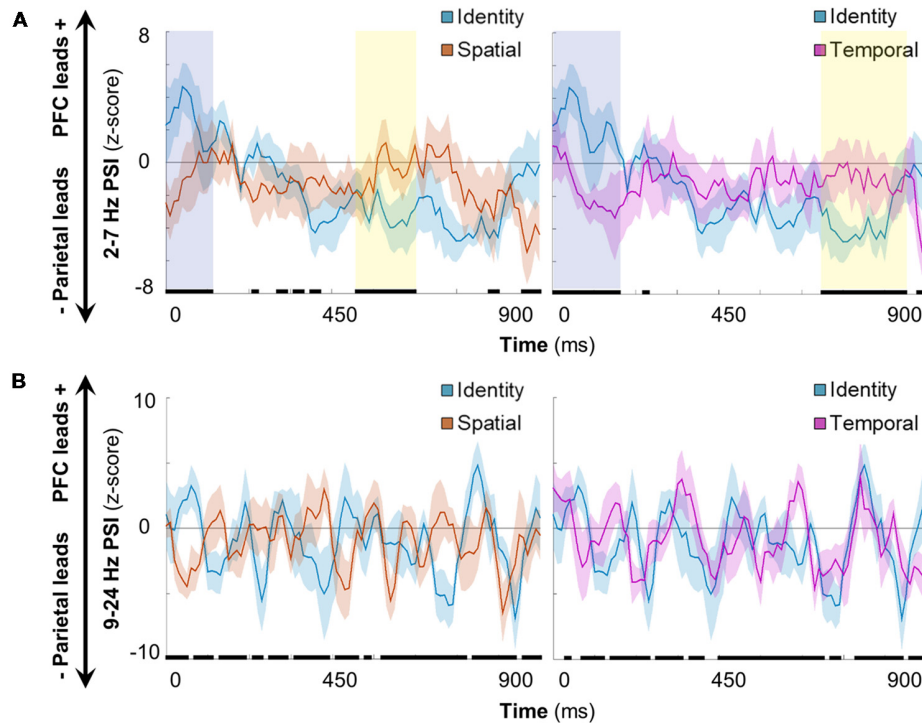 A
- Parietal leads    PFC leads +
2-7 Hz PSI (z-score)
8
0
-8
Identity
Spatial
0
450
900
Identity
Temporal
0
450
900
Time (ms)
B
- Parietal leads    PFC leads +
9-24 Hz PSI (z-score)
10
0
-10
Identity
Spatial
0
450
900
Identity
Temporal
0
450
900
Time (ms)